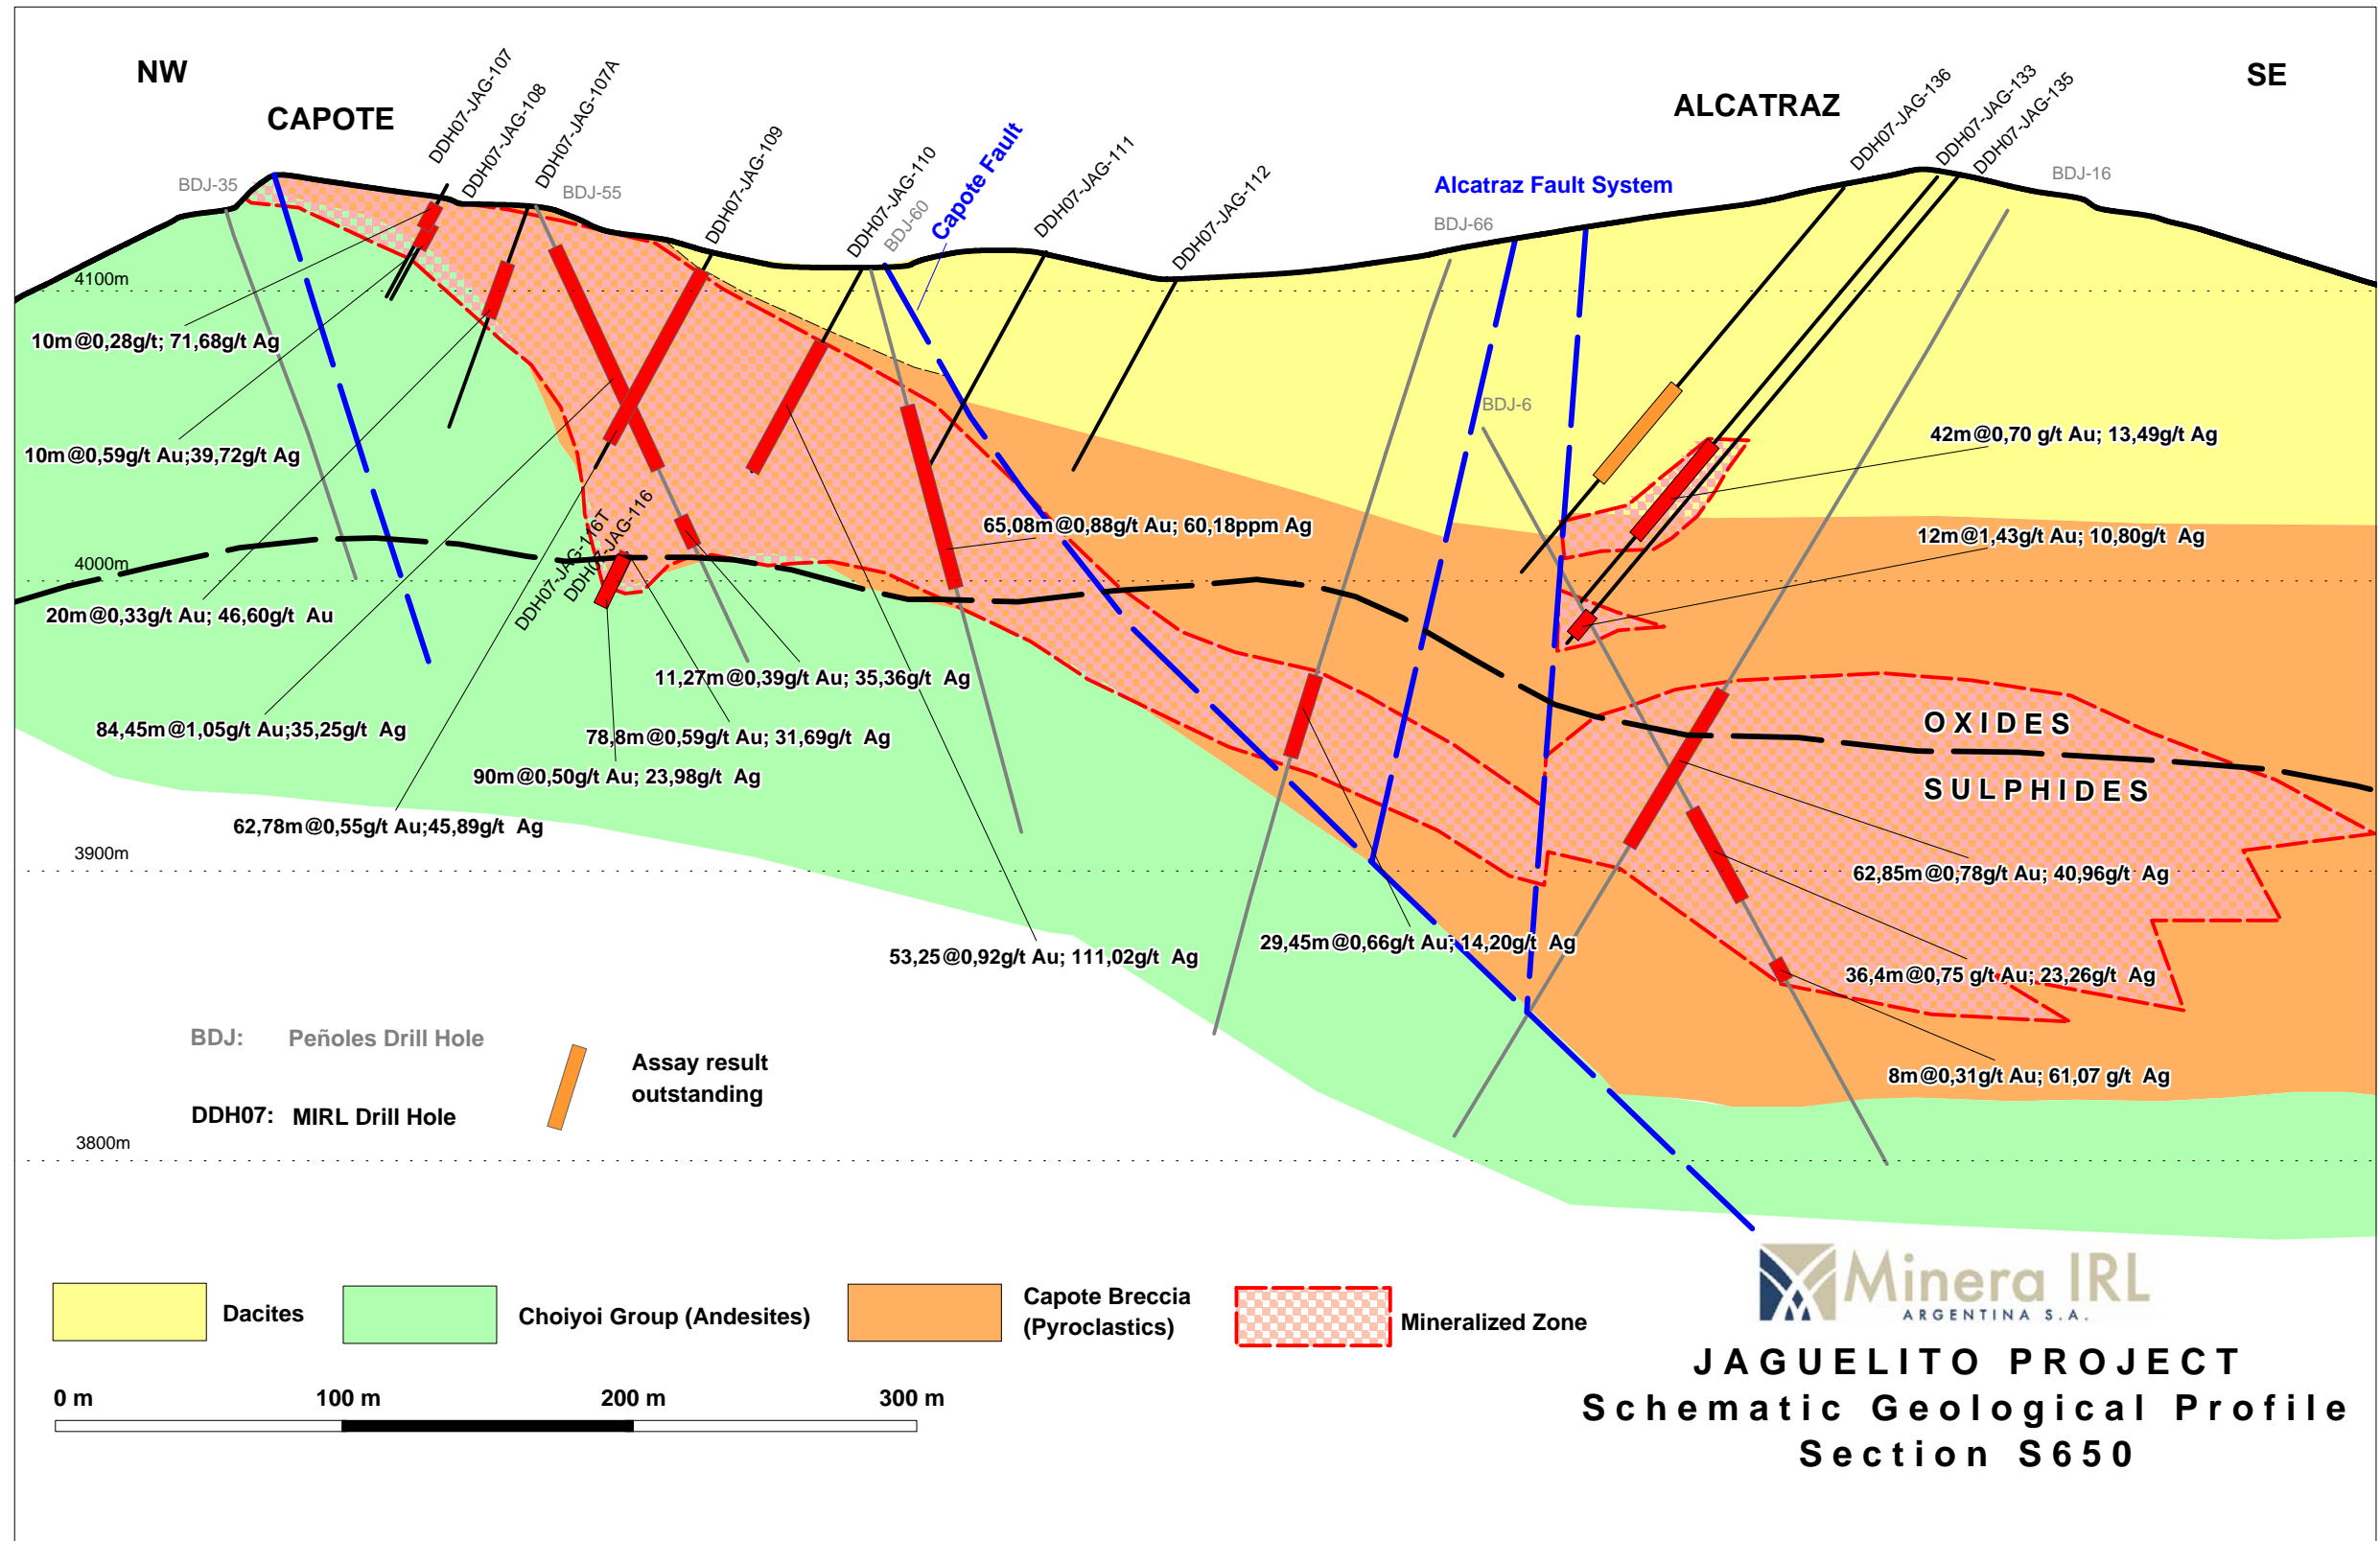 NW
SE
CAPOTE
ALCATRAZ
DDH07-JAG-107
DDH07-JAG-108
DDH07-JAG-107A
DDH07-JAG-109
DDH07-JAG-110
DDH07-JAG-111
DDH07-JAG-112
DDH07-JAG-136
DDH07-JAG-133
DDH07-JAG-135
BDJ-35
BDJ-55
BDJ-60
Capote Fault
Alcatraz Fault System
BDJ-66
BDJ-16
BDJ-6
4100m
10m@0,28g/t; 71,68g/t Ag
10m@0,59g/t Au;39,72g/t Ag
42m@0,70 g/t Au; 13,49g/t Ag
65,08m@0,88g/t Au; 60,18ppm Ag
12m@1,43g/t Au; 10,80g/t Ag
DDH07-JAG-116T
DDH07-JAG-116
4000m
20m@0,33g/t Au; 46,60g/t Au
11,27m@0,39g/t Au; 35,36g/t Ag
84,45m@1,05g/t Au;35,25g/t Ag
78,8m@0,59g/t Au; 31,69g/t Ag
90m@0,50g/t Au; 23,98g/t Ag
OXIDES
SULPHIDES
62,78m@0,55g/t Au;45,89g/t Ag
3900m
62,85m@0,78g/t Au; 40,96g/t Ag
53,25@0,92g/t Au; 111,02g/t Ag
29,45m@0,66g/t Au; 14,20g/t Ag
36,4m@0,75 g/t Au; 23,26g/t Ag
8m@0,31g/t Au; 61,07 g/t Ag
BDJ: Peñoles Drill Hole
DDH07: MIRL Drill Hole
Assay result
outstanding
3800m
Dacites
Choiyoi Group (Andesites)
Capote Breccia
(Pyroclastics)
Mineralized Zone
0 m 100 m 200 m 300 m
Minera IRL
ARGENTINA S.A.
JAGUELITO PROJECT
Schematic Geological Profile
Section S650